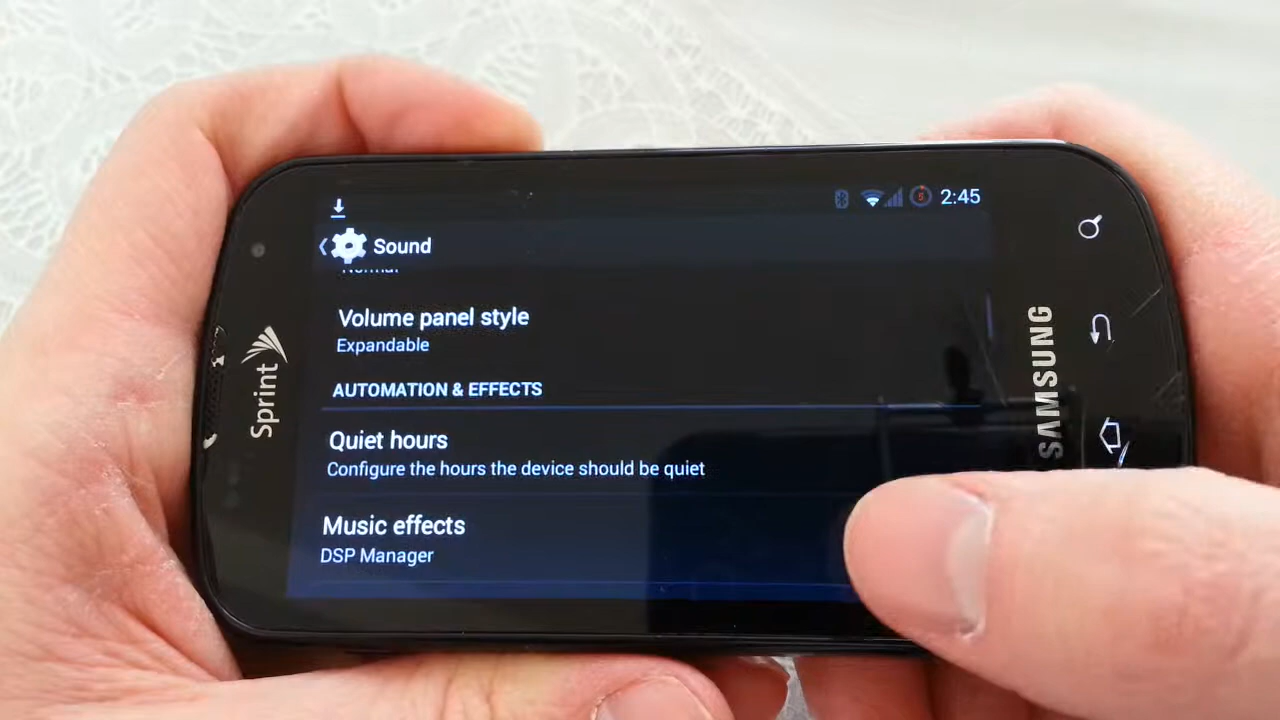 2:45
Sound
Normal
Volume panel style
Expandable
AUTOMATION & EFFECTS
Quiet hours
Configure the hours the device should be quiet
Music effects
DSP Manager
Sprint
SAMSUNG